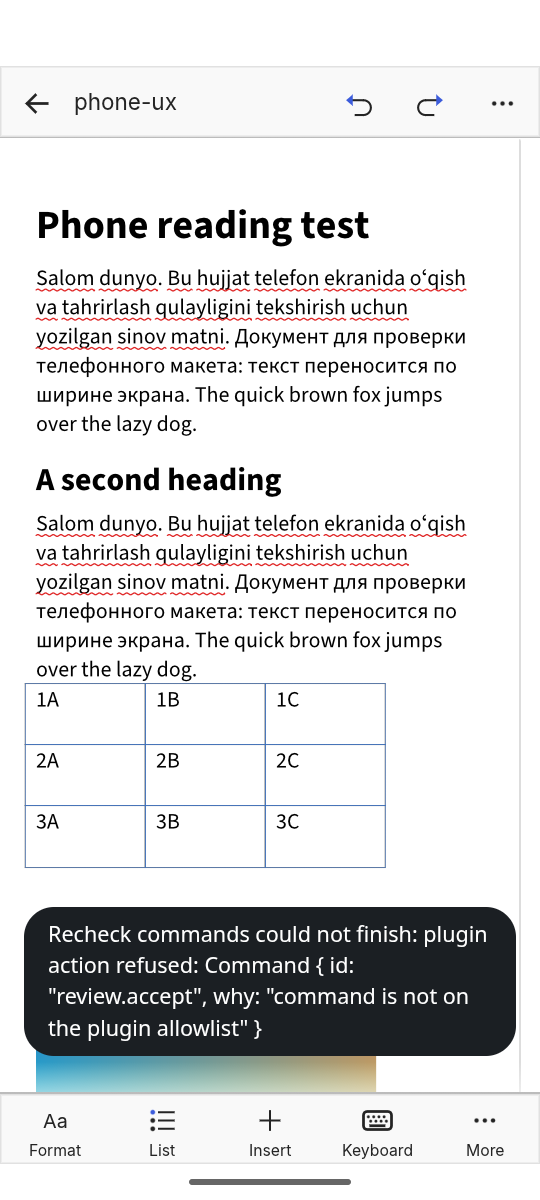 phone-ux
Phone reading test
Salom dunyo. Bu hujjat telefon ekranida oʻqish
va tahrirlash qulayligini tekshirish uchun
yozilgan sinov matni. Документ для проверки
телефонного макета: текст переносится по
ширине экрана. The quick brown fox jumps
over the lazy dog.
A second heading
Salom dunyo. Bu hujjat telefon ekranida oʻqish
va tahrirlash qulayligini tekshirish uchun
yozilgan sinov matni. Документ для проверки
телефонного макета: текст переносится по
ширине экрана. The quick brown fox jumps
over the lazy dog.
1A 1B 1C
2A 2B 2C
3A 3B 3C
Recheck commands could not finish: plugin
action refused: Command { id:
"review.accept", why: "command is not on
the plugin allowlist" }
Aa
Format List Insert Keyboard More